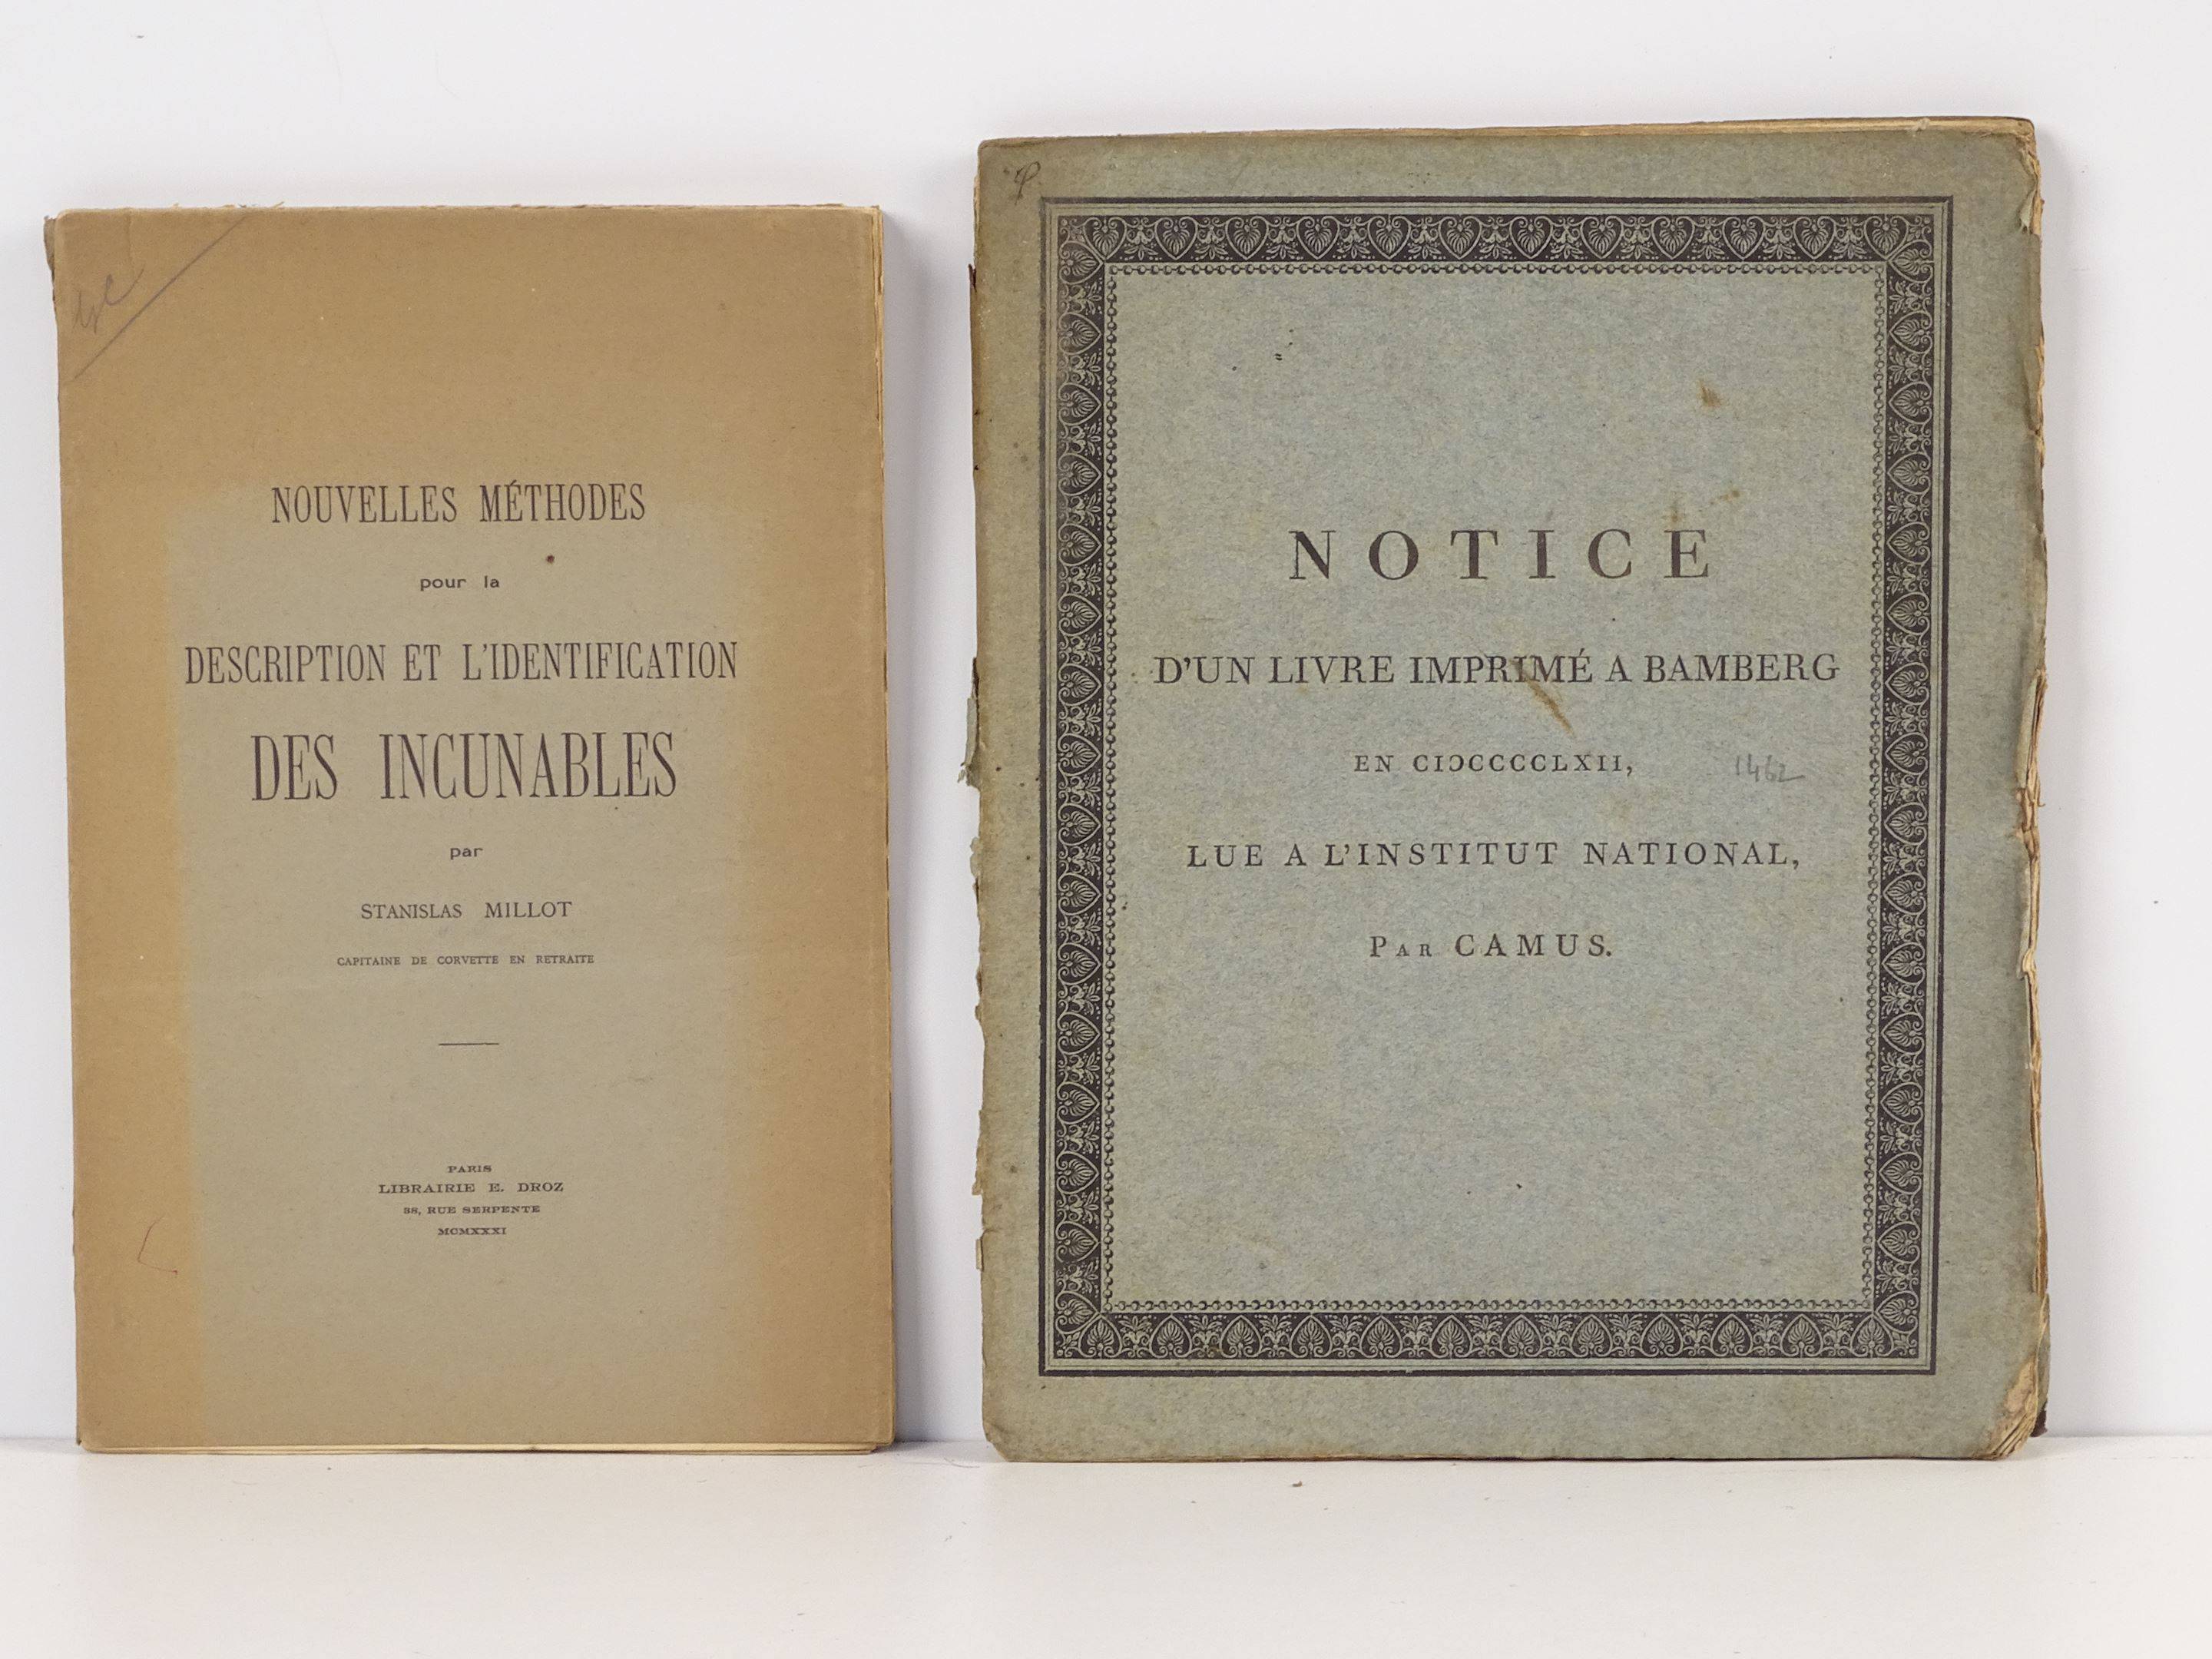 NOUVELLES MÉTHODES
pour la
DESCRIPTION ET L'IDENTIFICATION
DES INCUNABLES
par
STANISLAS MILLOT
CAPITAINE DE CORVETTE EN RETRAITE
PARIS
LIBRAIRIE E. DROZ
38, RUE SERPENTE
MCMXXXI
NOTICE
D'UN LIVRE IMPRIMÉ A BAMBERG
EN CIƆCCCCLXII, 1462
LUE A L'INSTITUT NATIONAL,
PAR CAMUS.